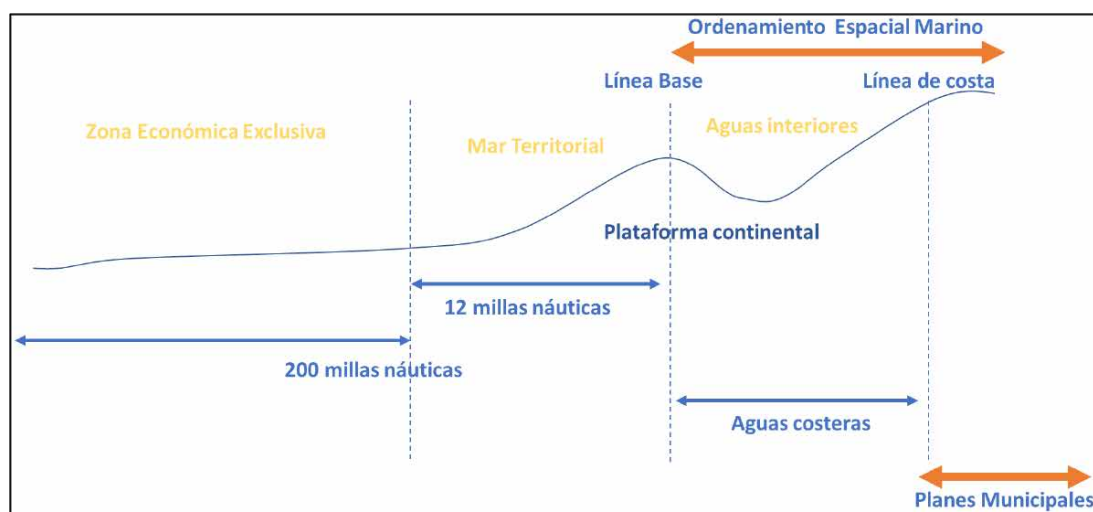 Ordenamiento Espacial Marino
Línea Base
Línea de costa
Zona Económica Exclusiva
Mar Territorial
Aguas interiores
Plataforma continental
12 millas náuticas
200 millas náuticas
Aguas costeras
Planes Municipales